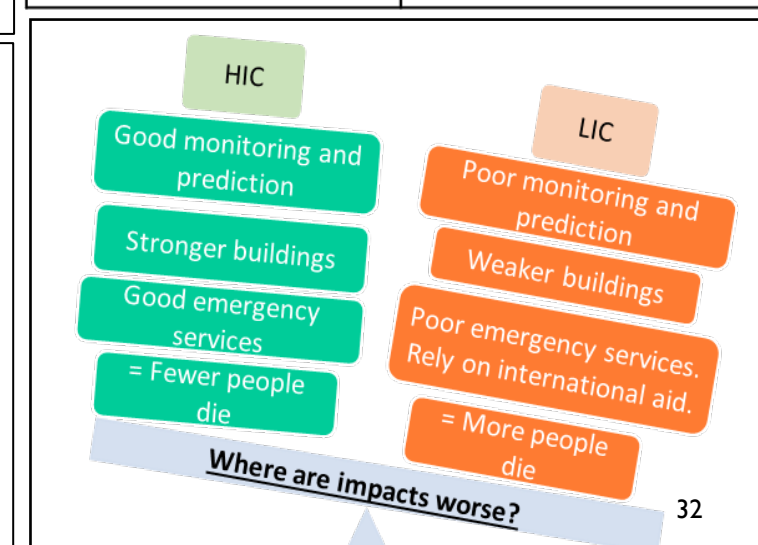 HIC
Good monitoring and
prediction
Stronger buildings
Good emergency
services
= Fewer people
die
LIC
Poor monitoring and
prediction
Weaker buildings
Poor emergency services.
Rely on international aid.
= More people
die
Where are impacts worse?
32